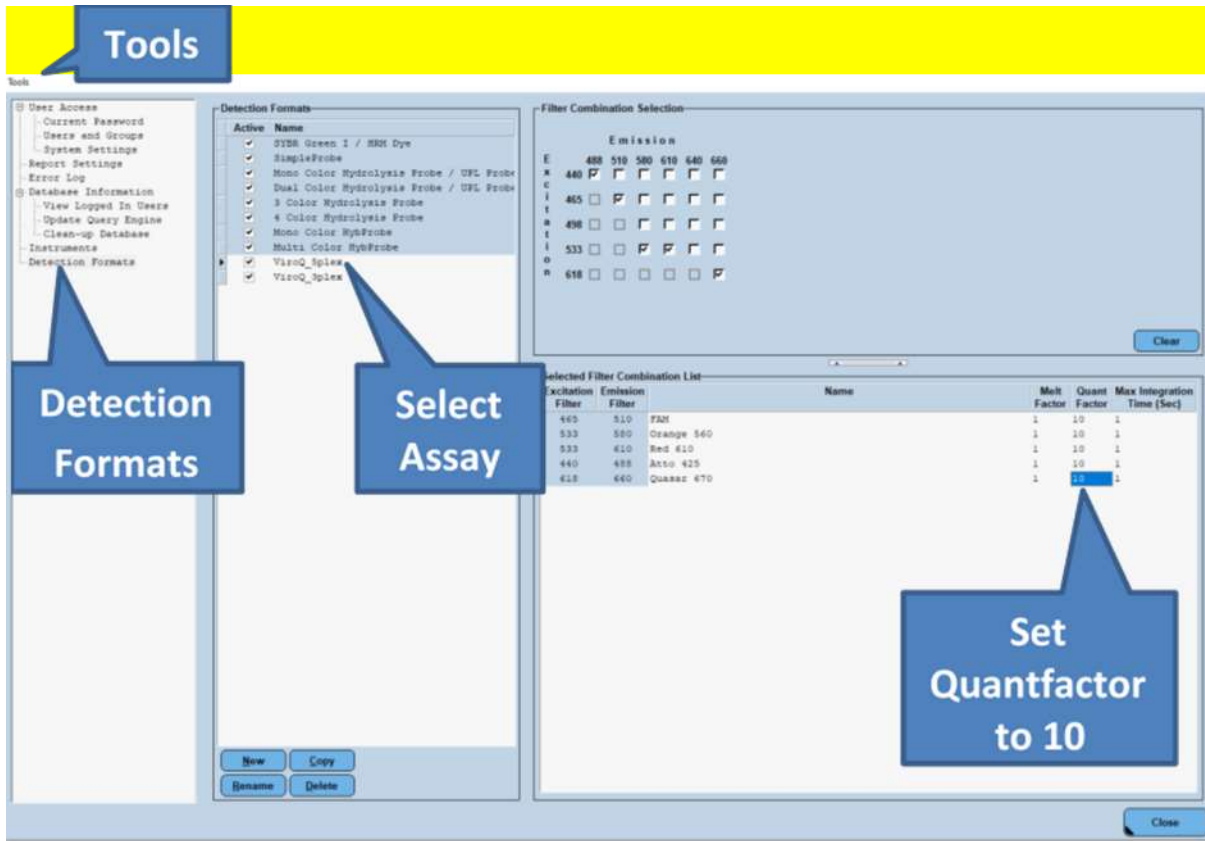 Tools
Tools
User Access
Current Password
Users and Groups
System Settings
Report Settings
Error Log
Database Information
View Logged In Users
Update Query Engine
Clean-up Database
Instruments
Detection Formats
Detection
Formats
Detection Formats
Active Name
SYBR Green I / HRM Dye
SimpleProbe
Mono Color Hydrolysis Probe / UPL Probe
Dual Color Hydrolysis Probe / UPL Probe
3 Color Hydrolysis Probe
4 Color Hydrolysis Probe
Mono Color HybProbe
Multi Color HybProbe
ViroQ_5plex
ViroQ_3plex
Select
Assay
New Copy
Rename Delete
Filter Combination Selection
Emission
Excitation
488 510 580 610 640 660
440
465
498
533
618
Clear
Selected Filter Combination List
Excitation Filter Emission Filter Name Melt Factor Quant Factor Max Integration Time (Sec)
465 510 FAM 1 10 1
533 580 Orange 560 1 10 1
533 610 Red 610 1 10 1
440 488 Atto 425 1 10 1
618 660 Quasar 670 1 10 1
Set
Quantfactor
to 10
Close